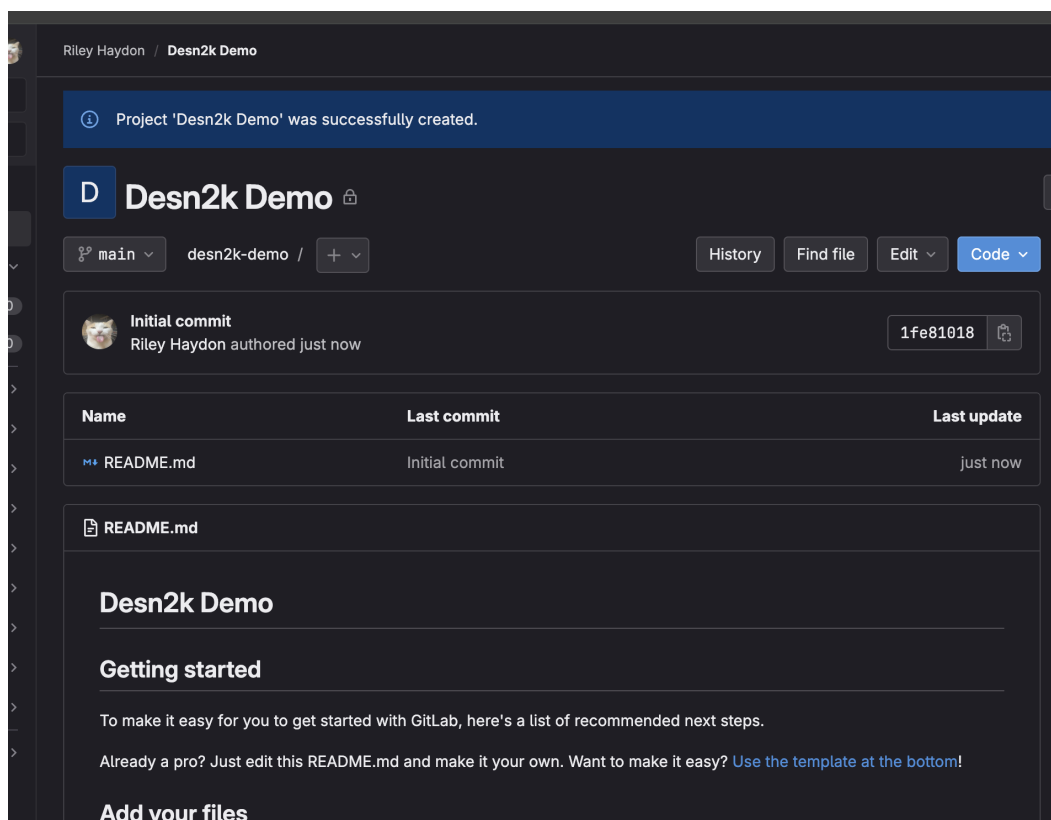 Riley Haydon / Desn2k Demo
Project 'Desn2k Demo' was successfully created.
D Desn2k Demo
main desn2k-demo / + History Find file Edit Code
Initial commit
Riley Haydon authored just now
1fe81018
Name Last commit Last update
README.md Initial commit just now
README.md
Desn2k Demo
Getting started
To make it easy for you to get started with GitLab, here's a list of recommended next steps.
Already a pro? Just edit this README.md and make it your own. Want to make it easy? Use the template at the bottom!
Add your files